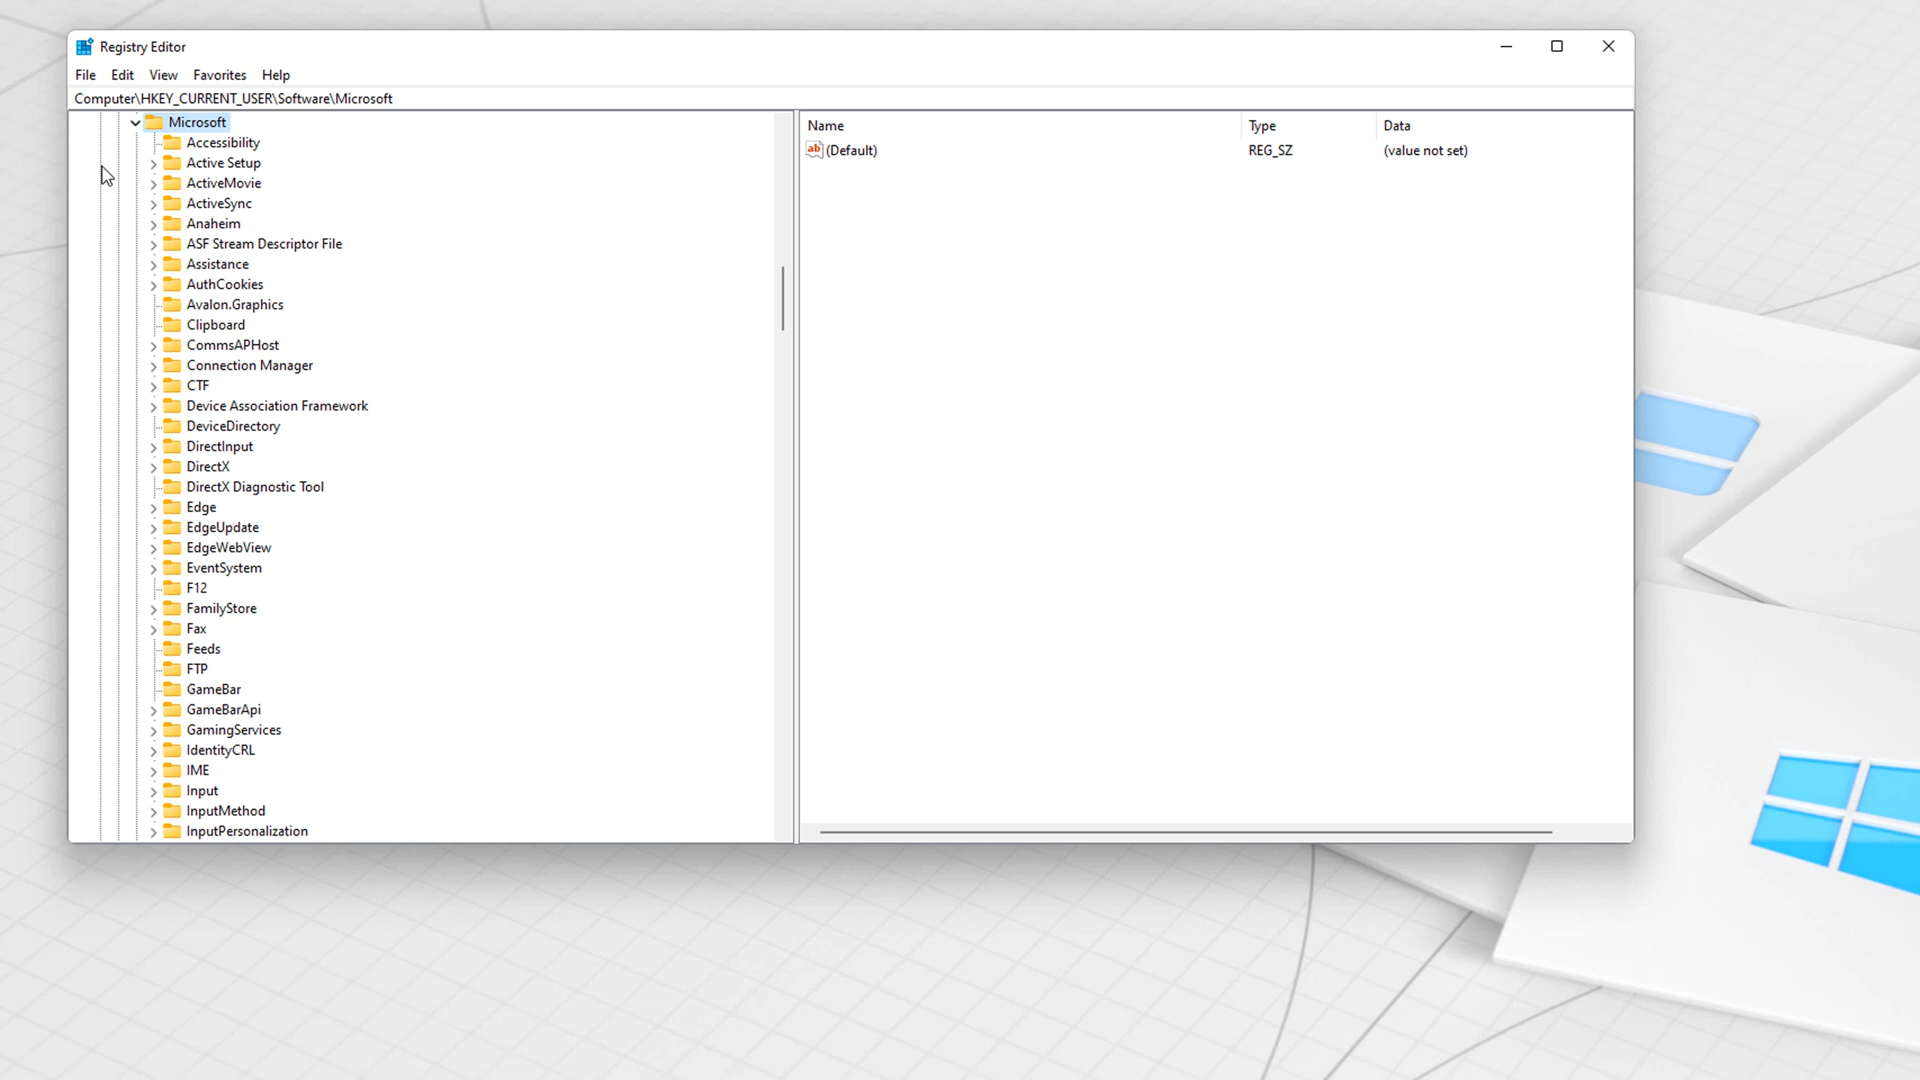 Registry Editor
File Edit View Favorites Help
Computer\HKEY_CURRENT_USER\Software\Microsoft
Microsoft
Accessibility
Active Setup
ActiveMovie
ActiveSync
Anaheim
ASF Stream Descriptor File
Assistance
AuthCookies
Avalon.Graphics
Clipboard
CommsAPHost
Connection Manager
CTF
Device Association Framework
DeviceDirectory
DirectInput
DirectX
DirectX Diagnostic Tool
Edge
EdgeUpdate
EdgeWebView
EventSystem
F12
FamilyStore
Fax
Feeds
FTP
GameBar
GameBarApi
GamingServices
IdentityCRL
IME
Input
InputMethod
InputPersonalization
Name Type Data
ab (Default) REG_SZ (value not set)